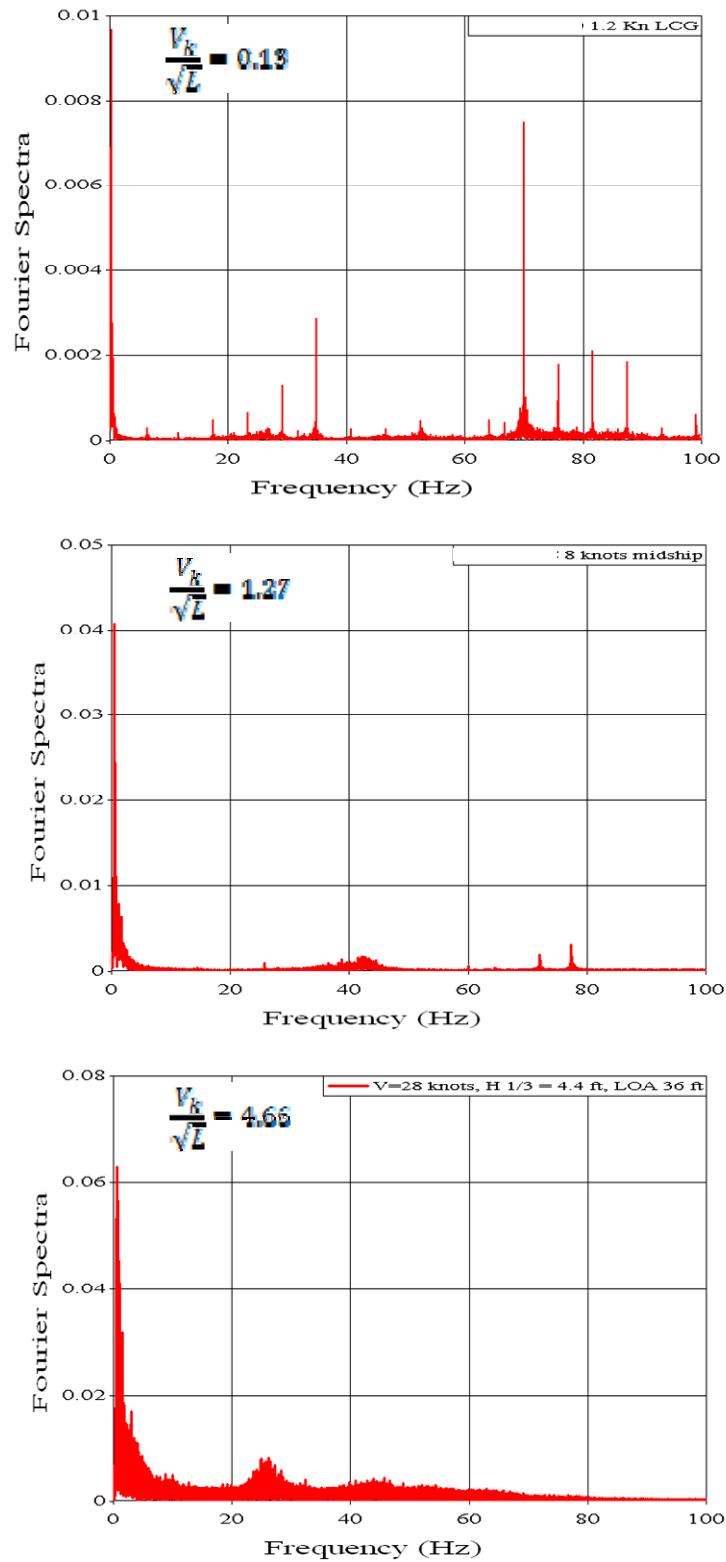 0.01
0.008
0.006
0.004
0.002
0
Fourier Spectra
1.2 Kn LCG
V_k/√L = 0.13
0 20 40 60 80 100
Frequency (Hz)
0.05
0.04
0.03
0.02
0.01
0
Fourier Spectra
8 knots midship
V_k/√L = 1.27
0 20 40 60 80 100
Frequency (Hz)
0.08
0.06
0.04
0.02
0
Fourier Spectra
V=28 knots, H 1/3 = 4.4 ft, LOA 36 ft
V_k/√L = 4.66
0 20 40 60 80 100
Frequency (Hz)